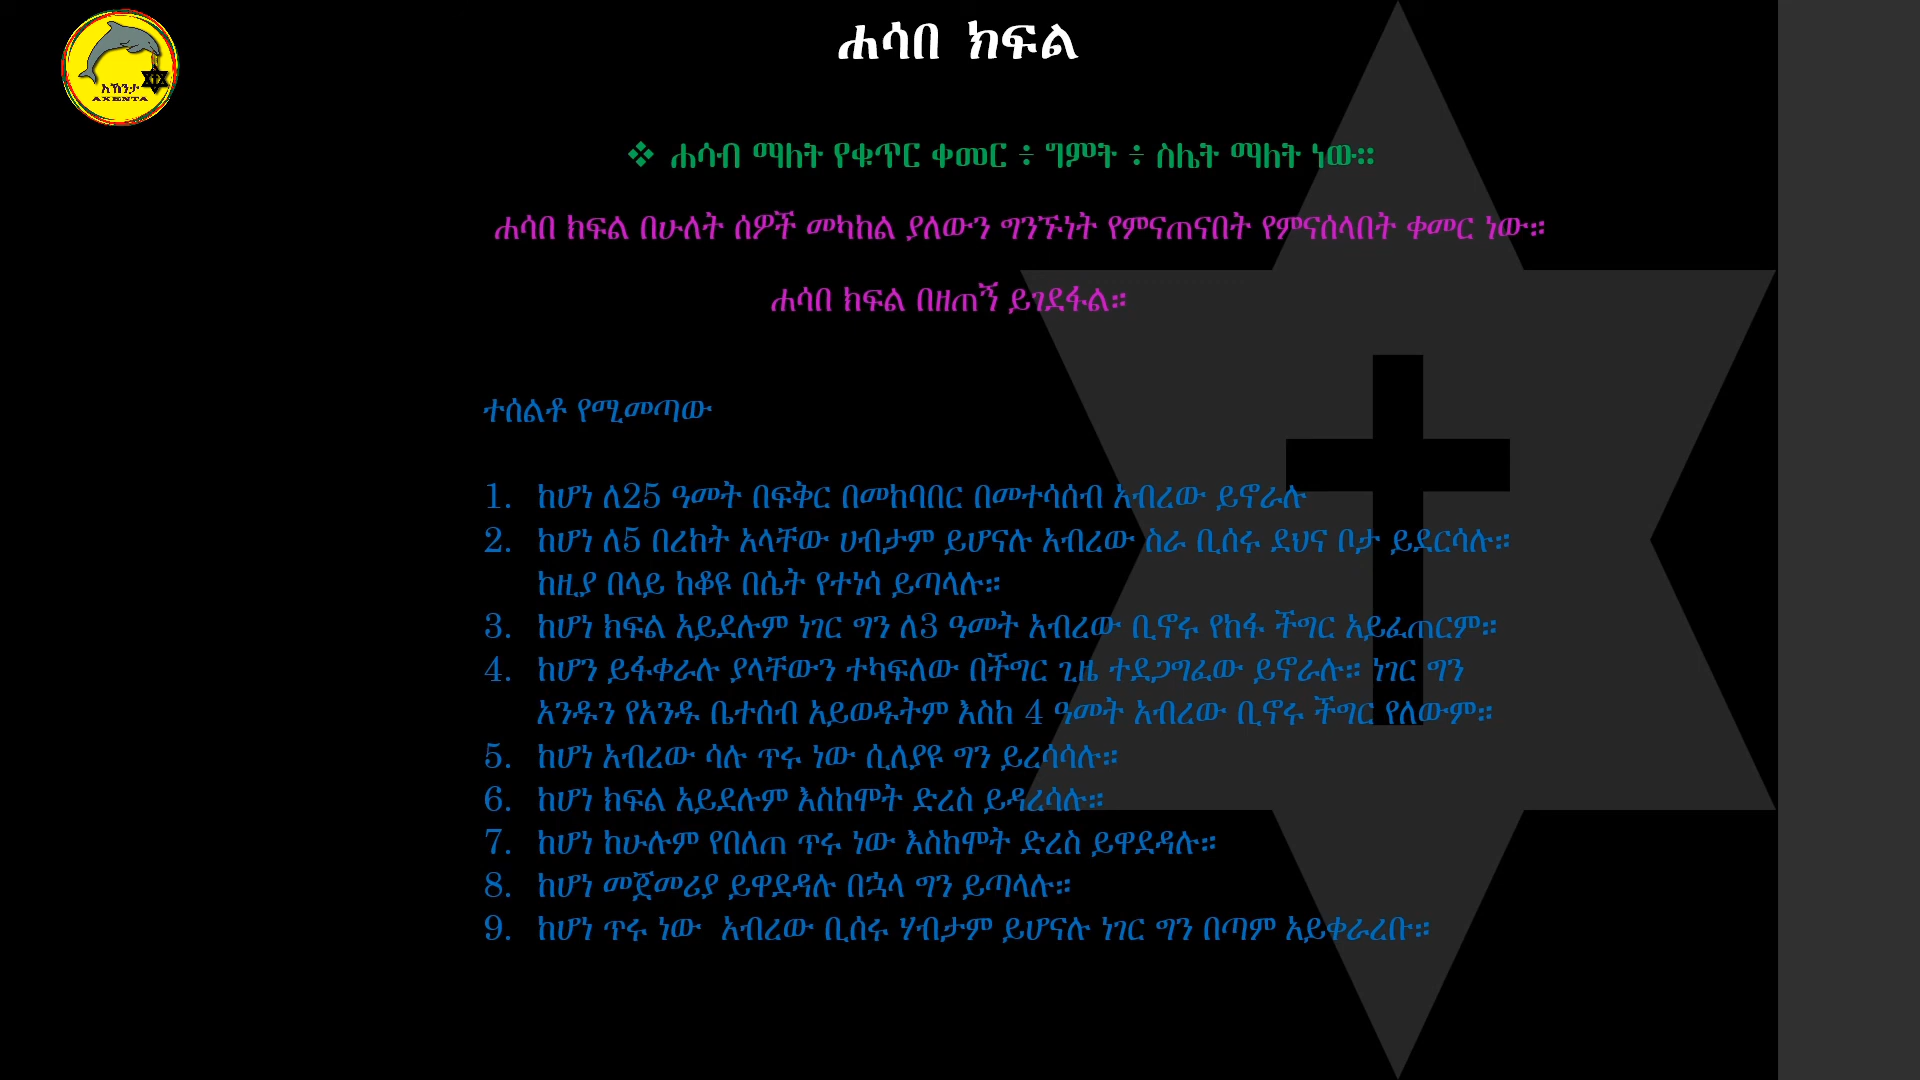 አኸንታ
AXENTA
ሐሳበ ክፍል
❖ ሐሳብ ማለት የቁጥር ቀመር ÷ ግምት ÷ ስሌት ማለት ነው።
ሐሳበ ክፍል በሁለት ሰዎች መካከል ያለውን ግንኙነት የምናጠናበት የምናሰላበት ቀመር ነው።
ሐሳበ ክፍል በዘጠኝ ይገደፋል።
ተሰልቶ የሚመጣው
1. ከሆነ ለ25 ዓመት በፍቅር በመከባበር በመተሳሰብ አብረው ይኖራሉ
2. ከሆነ ለ5 በረከት አላቸው ሀብታም ይሆናሉ አብረው ስራ ቢሰሩ ደህና ቦታ ይደርሳሉ።
ከዚያ በላይ ከቆዩ በሴት የተነሳ ይጣላሉ።
3. ከሆነ ክፍል አይደሉም ነገር ግን ለ3 ዓመት አብረው ቢኖሩ የከፋ ችግር አይፈጠርም።
4. ከሆን ይፋቀራሉ ያላቸውን ተካፍለው በችግር ጊዜ ተደጋግፈው ይኖራሉ። ነገር ግን
አንዱን የአንዱ ቤተሰብ አይወዱትም እስከ 4 ዓመት አብረው ቢኖሩ ችግር የለውም።
5. ከሆነ አብረው ሳሉ ጥሩ ነው ሲለያዩ ግን ይረሳሳሉ።
6. ከሆነ ክፍል አይደሉም እስከሞት ድረስ ይዳረሳሉ።
7. ከሆነ ከሁሉም የበለጠ ጥሩ ነው እስከሞት ድረስ ይዋደዳሉ።
8. ከሆነ መጀመሪያ ይዋደዳሉ በኋላ ግን ይጣላሉ።
9. ከሆነ ጥሩ ነው አብረው ቢሰሩ ሃብታም ይሆናሉ ነገር ግን በጣም አይቀራረቡ።